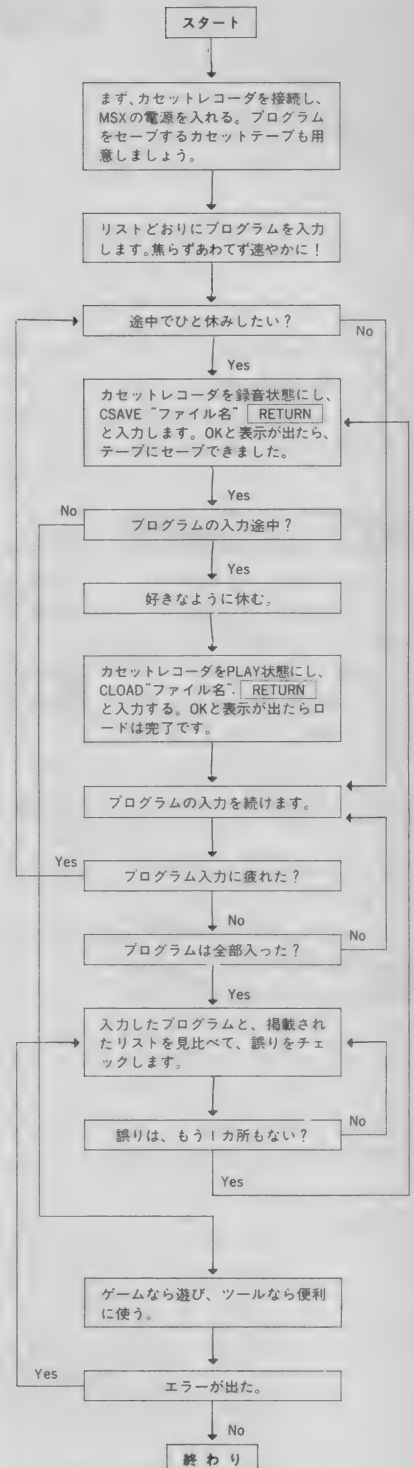 スタート
まず、カセットレコーダを接続し、
MSXの電源を入れる。プログラム
をセーブするカセットテープも用
意しましょう。
リストどおりにプログラムを入力
します。焦らずあわてず速やかに！
途中でひと休みしたい？
No
Yes
カセットレコーダを録音状態にし、
CSAVE "ファイル名" RETURN
と入力します。OKと表示が出たら、
テープにセーブできました。
Yes
No
プログラムの入力途中？
Yes
好きなように休む。
カセットレコーダをPLAY状態にし、
CLOAD"ファイル名". RETURN
と入力する。OKと表示が出たらロ
ードは完了です。
プログラムの入力を続けます。
Yes
プログラム入力に疲れた？
No
プログラムは全部入った？
No
Yes
入力したプログラムと、掲載され
たリストを見比べて、誤りをチェ
ックします。
誤りは、もう1カ所もない？
No
Yes
ゲームなら遊び、ツールなら便利
に使う。
Yes
エラーが出た。
No
終わり